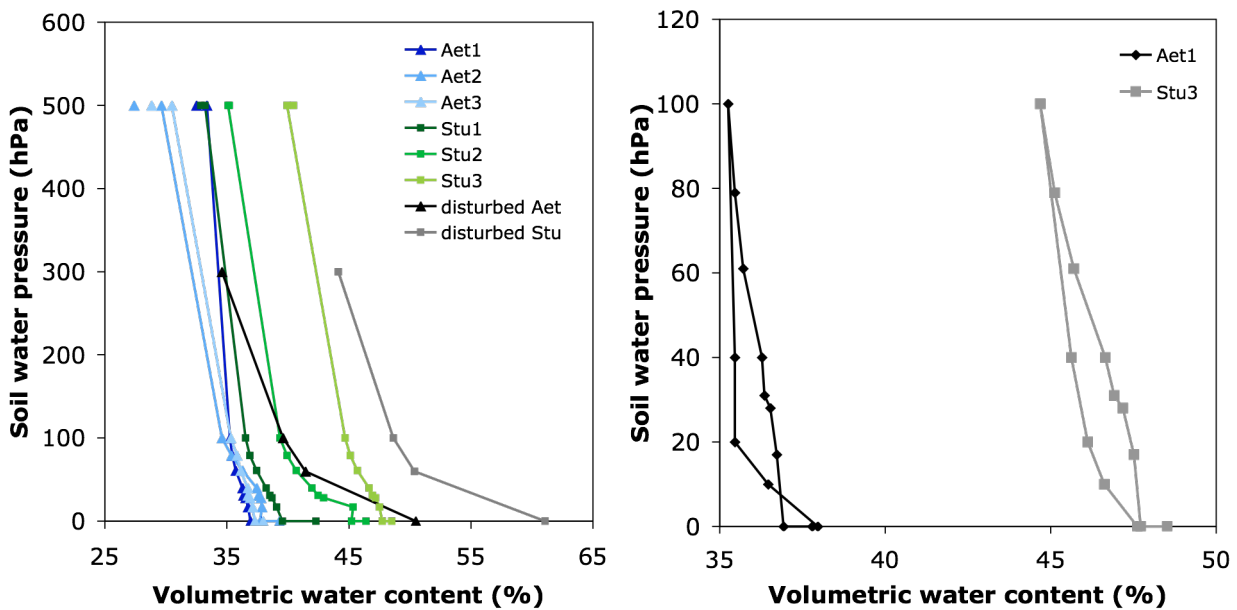 600
500
400
300
200
100
0
25
35
45
55
65
Soil water pressure (hPa)
Volumetric water content (%)
Aet1
Aet2
Aet3
Stu1
Stu2
Stu3
disturbed Aet
disturbed Stu
120
100
80
60
40
20
0
35
40
45
50
Soil water pressure (hPa)
Volumetric water content (%)
Aet1
Stu3